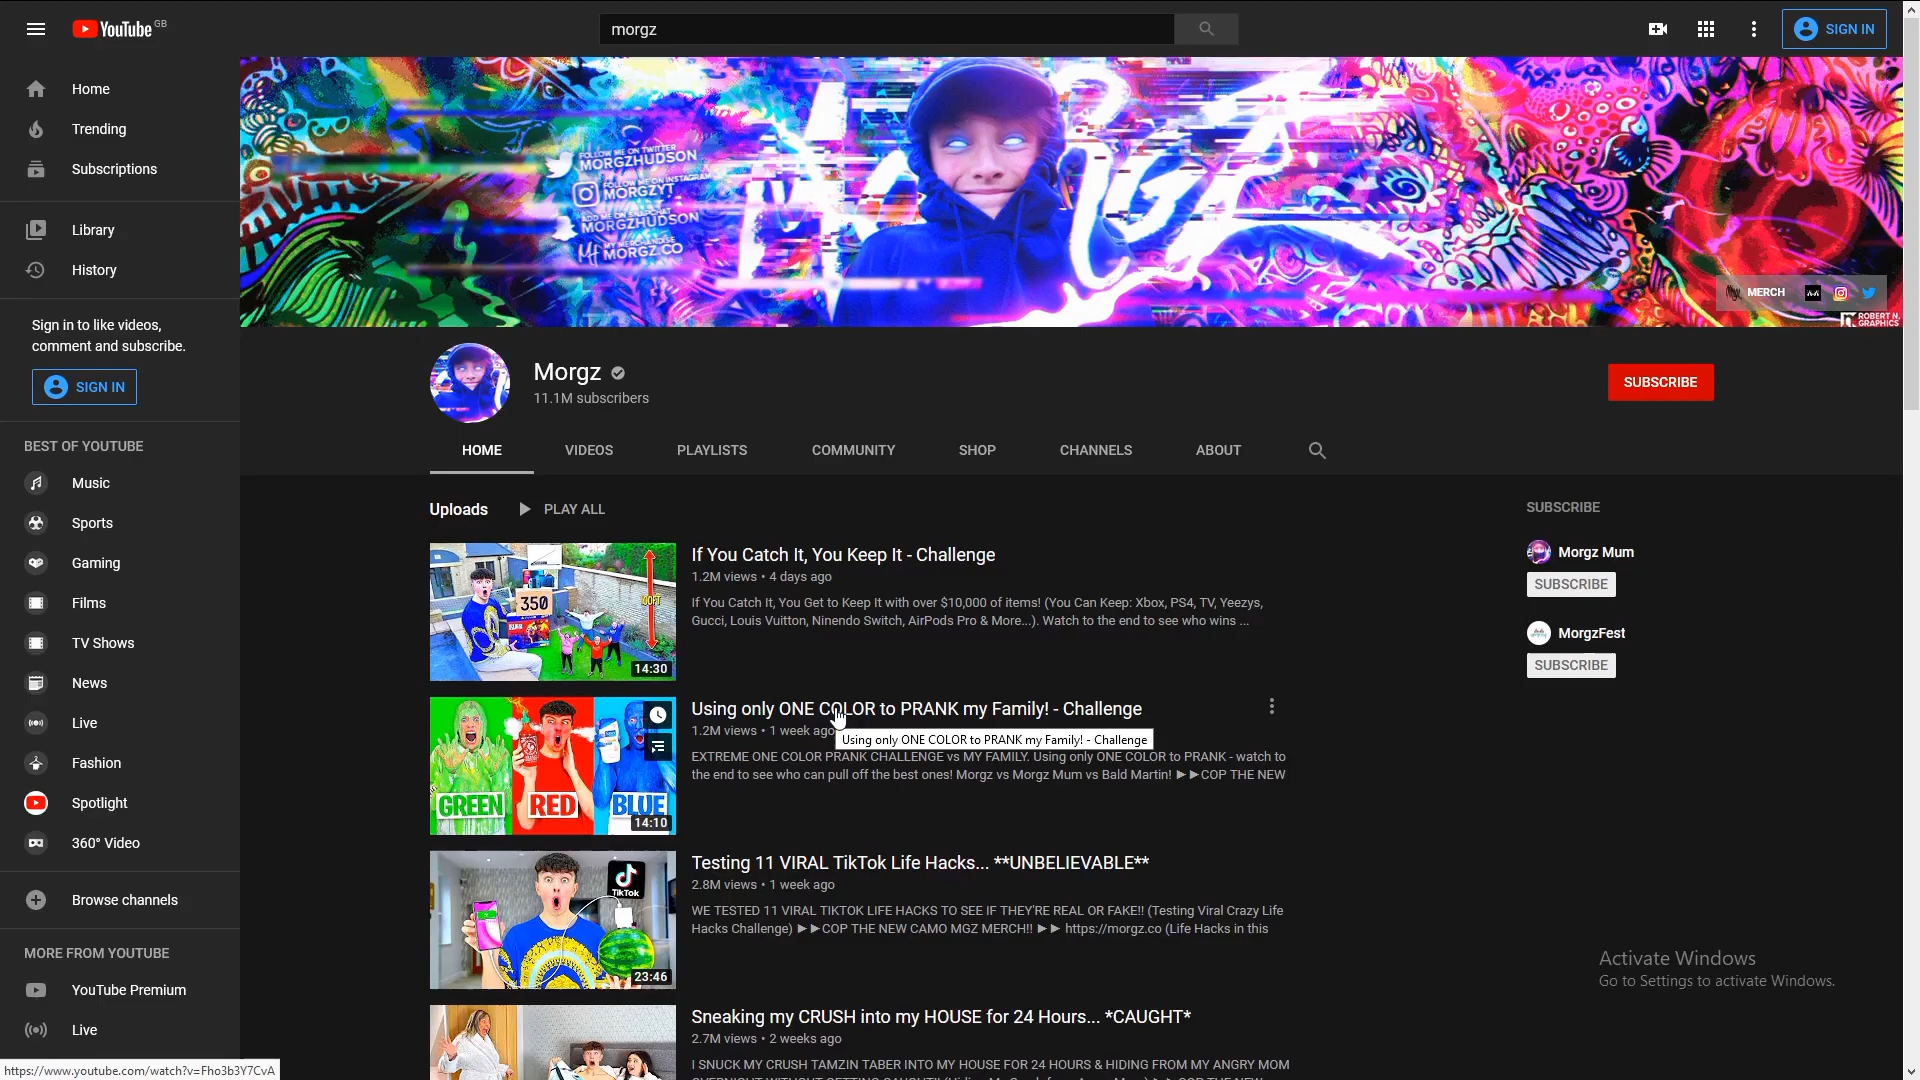 YouTube GB
morgz
SIGN IN
Home
Trending
Subscriptions
Library
History
Sign in to like videos,
comment and subscribe.
SIGN IN
BEST OF YOUTUBE
Music
Sports
Gaming
Films
TV Shows
News
Live
Fashion
Spotlight
360° Video
Browse channels
MORE FROM YOUTUBE
YouTube Premium
Live
https://www.youtube.com/watch?v=Fho3b3Y7CvA
FOLLOW ME ON TWITTER
MORGZHUDSON
FOLLOW ME ON INSTAGRAM
MORGZYT
ADD ME ON SNAPCHAT
MORGZHUDSON
MY MERCHANDISE
MORGZ.CO
Morgz
MERCH
ROBERT N.
GRAPHICS
Morgz
11.1M subscribers
SUBSCRIBE
HOME
VIDEOS
PLAYLISTS
COMMUNITY
SHOP
CHANNELS
ABOUT
Uploads
PLAY ALL
350
100FT
14:30
If You Catch It, You Keep It - Challenge
1.2M views • 4 days ago
If You Catch It, You Get to Keep It with over $10,000 of items! (You Can Keep: Xbox, PS4, TV, Yeezys,
Gucci, Louis Vuitton, Ninendo Switch, AirPods Pro & More...). Watch to the end to see who wins ...
GREEN
RED
BLUE
14:10
Using only ONE COLOR to PRANK my Family! - Challenge
1.2M views • 1 week ago
Using only ONE COLOR to PRANK my Family! - Challenge
EXTREME ONE COLOR PRANK CHALLENGE vs MY FAMILY. Using only ONE COLOR to PRANK - watch to
the end to see who can pull off the best ones! Morgz vs Morgz Mum vs Bald Martin! ►►COP THE NEW
TikTok
23:46
Testing 11 VIRAL TikTok Life Hacks... **UNBELIEVABLE**
2.8M views • 1 week ago
WE TESTED 11 VIRAL TIKTOK LIFE HACKS TO SEE IF THEY'RE REAL OR FAKE!! (Testing Viral Crazy Life
Hacks Challenge) ►►COP THE NEW CAMO MGZ MERCH!! ►► https://morgz.co (Life Hacks in this
Sneaking my CRUSH into my HOUSE for 24 Hours... *CAUGHT*
2.7M views • 2 weeks ago
I SNUCK MY CRUSH TAMZIN TABER INTO MY HOUSE FOR 24 HOURS & HIDING FROM MY ANGRY MOM
SUBSCRIBE
Morgz Mum
SUBSCRIBE
MorgzFest
SUBSCRIBE
Activate Windows
Go to Settings to activate Windows.